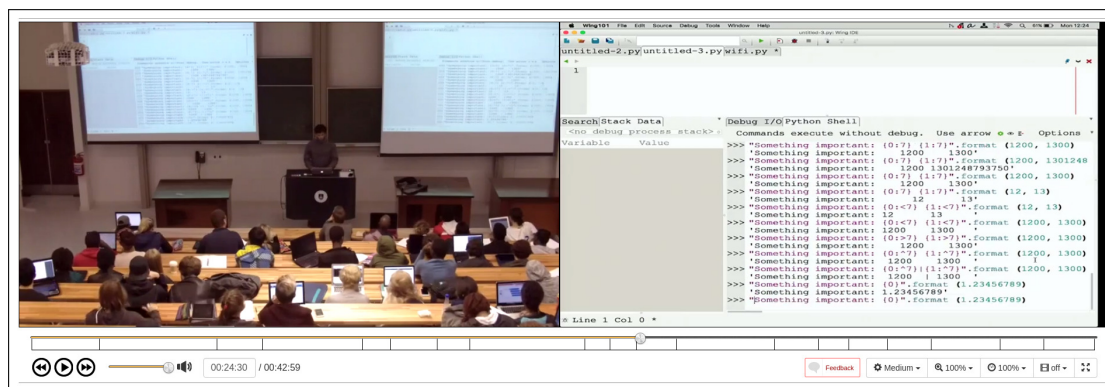 Wing101 File Edit Source Debug Tools Window Help
61% Mon 12:24
untitled-3.py: Wing IDE
untitled-2.py untitled-3.py wifi.py *
1
Search Stack Data
Debug I/O Python Shell
<no debug process stack>
Commands execute without debug. Use arrow Options
Variable Value
>>> "Something important: {0:7} {1:7}".format (1200, 1300)
'Something important:    1200    1300'
>>> "Something important: {0:7} {1:7}".format (1200, 1301248
'Something important:    1200 1301248793750'
>>> "Something important: {0:7} {1:7}".format (1200, 1300)
'Something important:    1200    1300'
>>> "Something important: {0:7} {1:7}".format (12, 13)
'Something important:      12      13'
>>> "Something important: {0:<7} {1:<7}".format (12, 13)
'Something important: 12      13     '
>>> "Something important: {0:<7} {1:<7}".format (1200, 1300)
'Something important: 1200    1300   '
>>> "Something important: {0:>7} {1:>7}".format (1200, 1300)
'Something important:    1200    1300'
>>> "Something important: {0:^7} {1:^7}".format (1200, 1300)
'Something important:  1200    1300  '
>>> "Something important: {0:^7}|{1:^7}".format (1200, 1300)
'Something important:  1200  |  1300  '
>>> "Something important: {0}".format (1.23456789)
'Something important: 1.23456789'
>>> "Something important: {0}".format (1.23456789)
Line 1 Col 0 *
00:24:30 / 00:42:59
Feedback
Medium
100%
100%
off